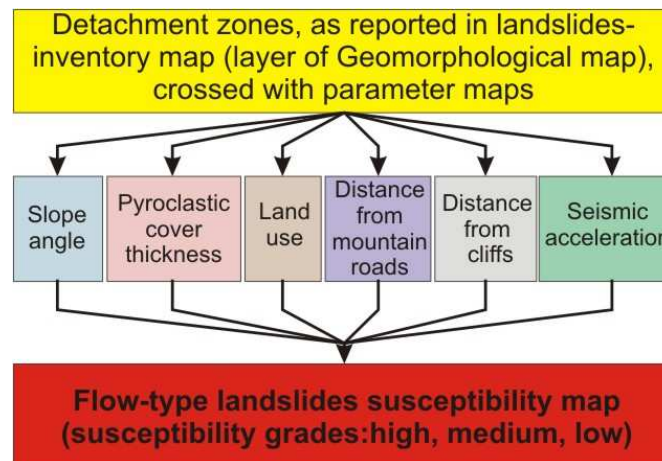 Detachment zones, as reported in landslides-
inventory map (layer of Geomorphological map),
crossed with parameter maps
Slope
angle
Pyroclastic
cover
thickness
Land
use
Distance
from
mountain
roads
Distance
from
cliffs
Seismic
acceleration
Flow-type landslides susceptibility map
(susceptibility grades:high, medium, low)